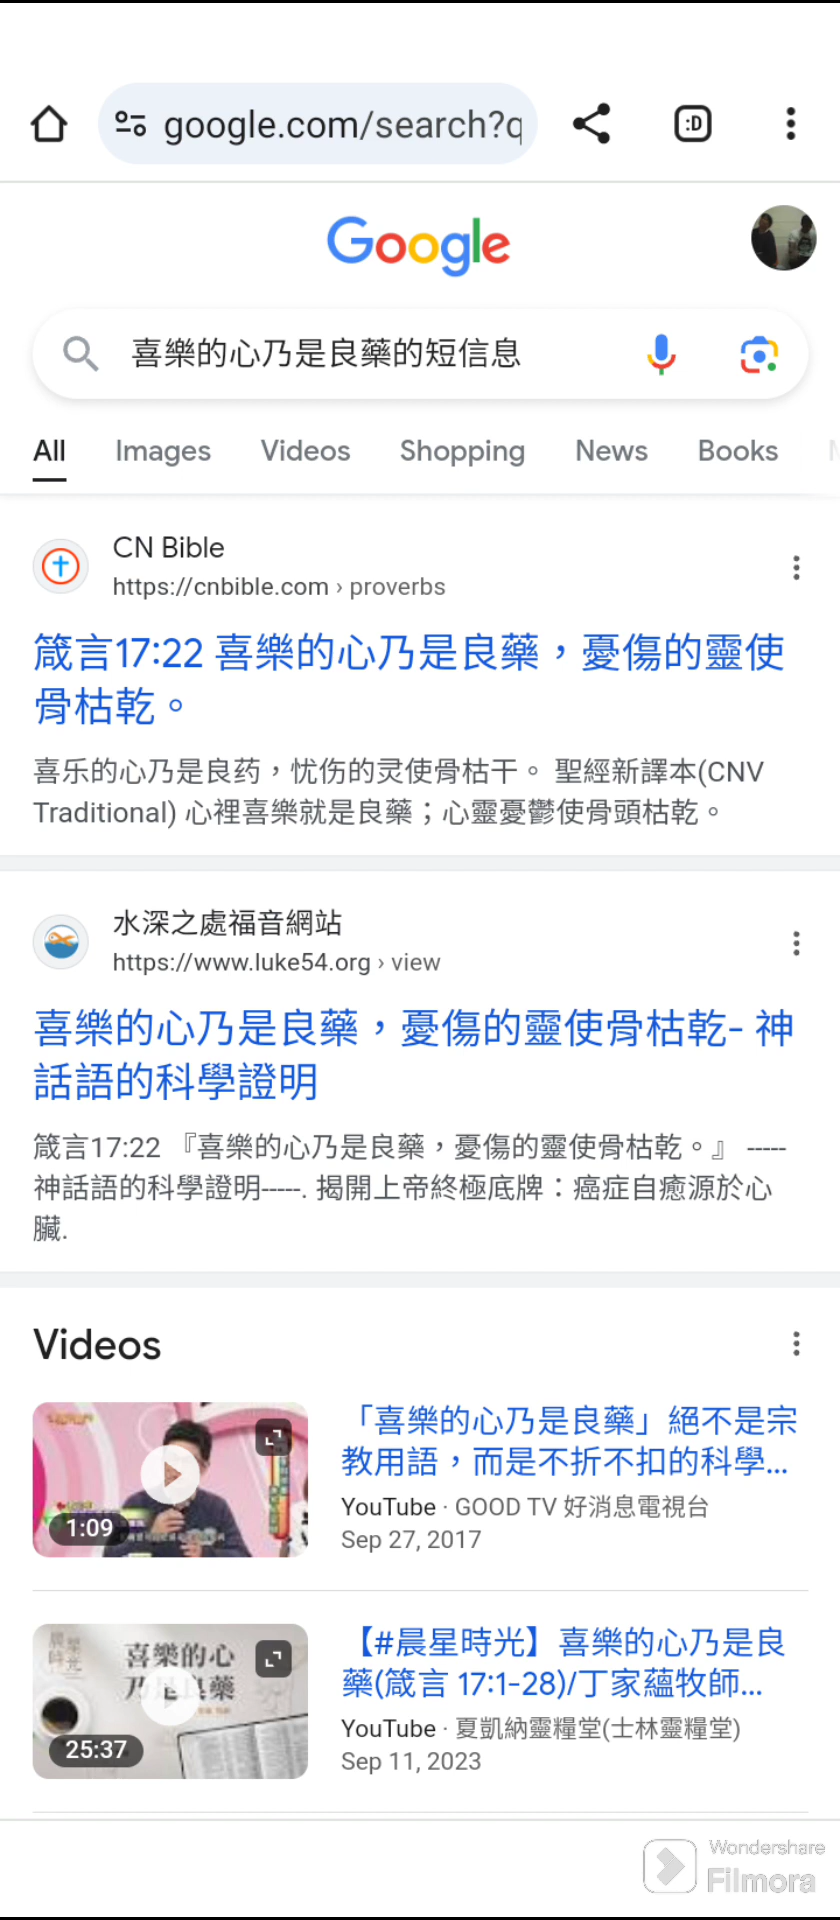 google.com/search?q
:D
Google
喜樂的心乃是良藥的短信息
All Images Videos Shopping News Books
CN Bible
https://cnbible.com › proverbs
箴言17:22 喜樂的心乃是良藥，憂傷的靈使
骨枯乾。
喜乐的心乃是良药，忧伤的灵使骨枯干。 聖經新譯本(CNV
Traditional) 心裡喜樂就是良藥；心靈憂鬱使骨頭枯乾。
水深之處福音網站
https://www.luke54.org › view
喜樂的心乃是良藥，憂傷的靈使骨枯乾- 神
話語的科學證明
箴言17:22 『喜樂的心乃是良藥，憂傷的靈使骨枯乾。』 -----
神話語的科學證明-----. 揭開上帝終極底牌：癌症自癒源於心
臟.
Videos
「喜樂的心乃是良藥」絕不是宗
教用語，而是不折不扣的科學...
YouTube · GOOD TV 好消息電視台
Sep 27, 2017
1:09
【#晨星時光】喜樂的心乃是良
藥(箴言 17:1-28)/丁家蘊牧師...
YouTube · 夏凱納靈糧堂(士林靈糧堂)
Sep 11, 2023
喜樂的心
乃是良藥
25:37
Wondershare
Filmora